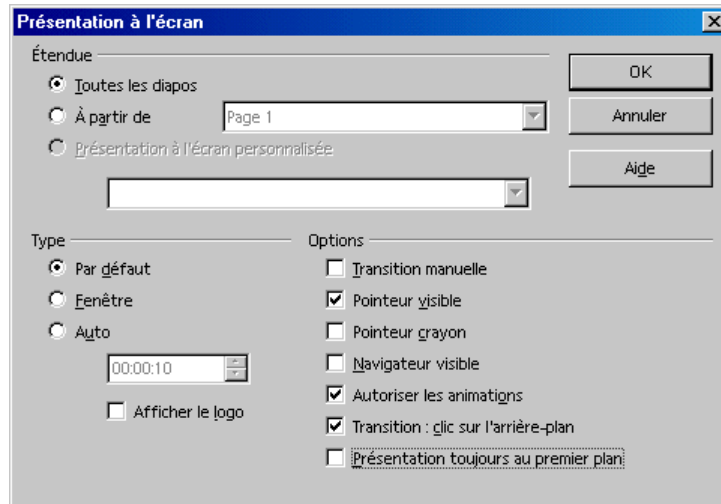 Présentation à l'écran
Étendue
Toutes les diapos
À partir de
Page 1
Présentation à l'écran personnalisée
OK
Annuler
Aide
Type
Par défaut
Fenêtre
Auto
00:00:10
Afficher le logo
Options
Transition manuelle
Pointeur visible
Pointeur crayon
Navigateur visible
Autoriser les animations
Transition : clic sur l'arrière-plan
Présentation toujours au premier plan